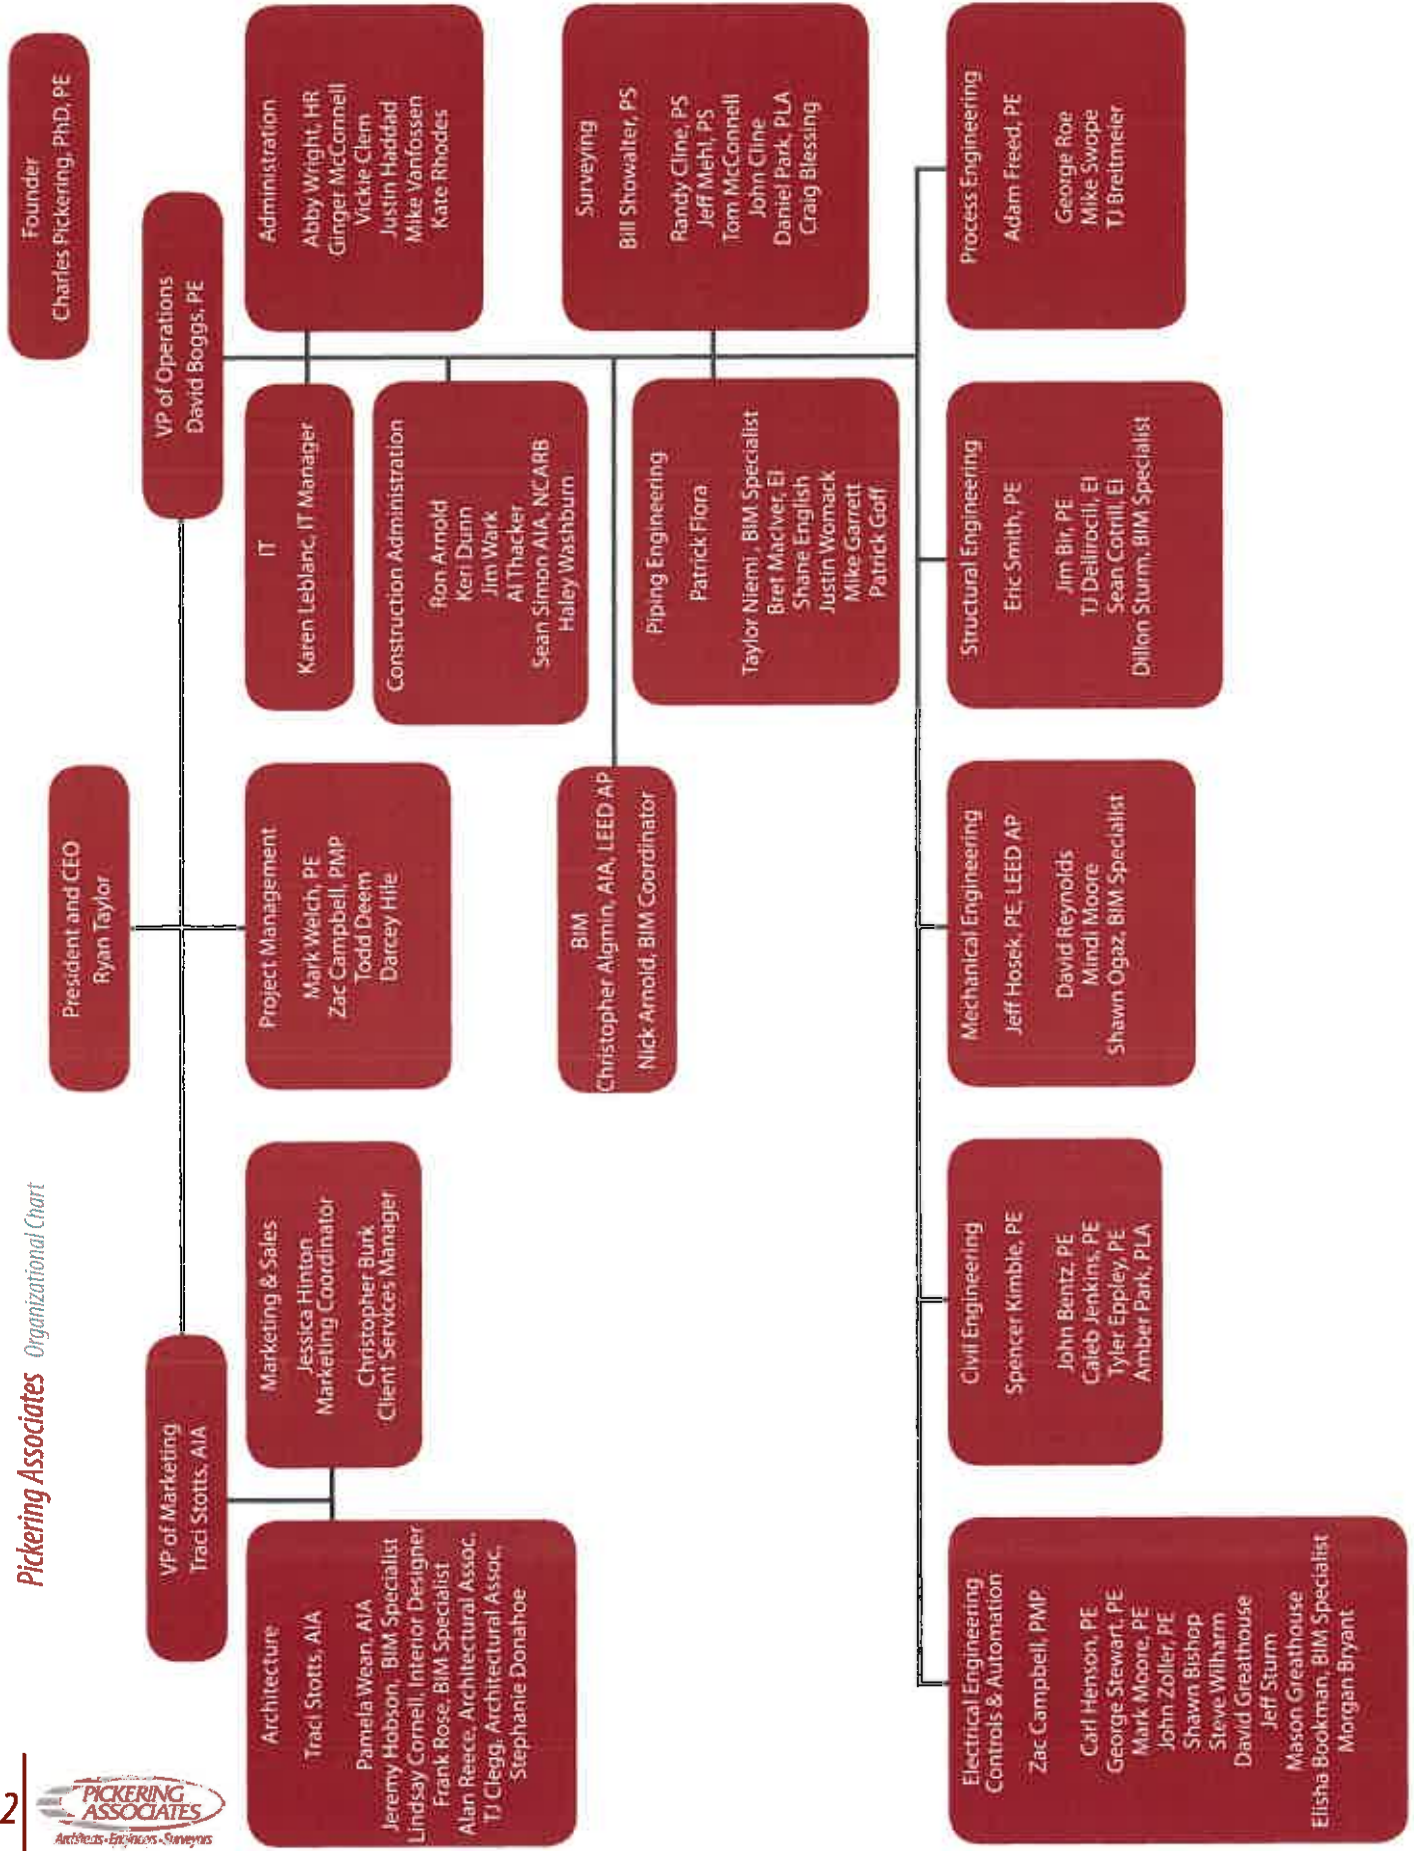 2
PICKERING
ASSOCIATES
Architects • Engineers • Surveyors
Pickering Associates Organizational Chart
Founder
Charles Pickering, PhD, PE
President and CEO
Ryan Taylor
VP of Marketing
Traci Stotts, AIA
VP of Operations
David Boggs, PE
Architecture
Traci Stotts, AIA
Pamela Wean, AIA
Jeremy Hobson, BIM Specialist
Lindsay Cornell, Interior Designer
Frank Rose, BIM Specialist
Alan Reece, Architectural Assoc.
TJ Clegg, Architectural Assoc.
Stephanie Donahoe
Marketing & Sales
Jessica Hinton
Marketing Coordinator
Christopher Burk
Client Services Manager
Project Management
Mark Welch, PE
Zac Campbell, PMP
Todd Deem
Darcey Hile
IT
Karen Leblanc, IT Manager
Administration
Abby Wright, HR
Ginger McConnell
Vickie Clem
Justin Haddad
Mike Vanfossen
Kate Rhodes
Construction Administration
Ron Arnold
Keri Dunn
Jim Wark
Al Thacker
Sean Simon AIA, NCARB
Haley Washburn
BIM
Christopher Algmin, AIA, LEED AP
Nick Arnold, BIM Coordinator
Piping Engineering
Patrick Flora
Taylor Niemi, BIM Specialist
Bret MacIver, EI
Shane English
Justin Womack
Mike Garrett
Patrick Goff
Surveying
Bill Showalter, PS
Randy Cline, PS
Jeff Mehl, PS
Tom McConnell
John Cline
Daniel Park, PLA
Craig Blessing
Electrical Engineering
Controls & Automation
Zac Campbell, PMP
Carl Henson, PE
George Stewart, PE
Mark Moore, PE
John Zoller, PE
Shawn Bishop
Steve Wilharm
David Greathouse
Jeff Sturm
Mason Greathouse
Elisha Bookman, BIM Specialist
Morgan Bryant
Civil Engineering
Spencer Kimble, PE
John Bentz, PE
Caleb Jenkins, PE
Tyler Eppley, PE
Amber Park, PLA
Mechanical Engineering
Jeff Hosek, PE, LEED AP
David Reynolds
Mindi Moore
Shawn Ogaz, BIM Specialist
Structural Engineering
Eric Smith, PE
Jim Bir, PE
TJ Dellrocili, EI
Sean Cottrill, EI
Dillon Sturm, BIM Specialist
Process Engineering
Adam Freed, PE
George Roe
Mike Swope
TJ Breitmeier